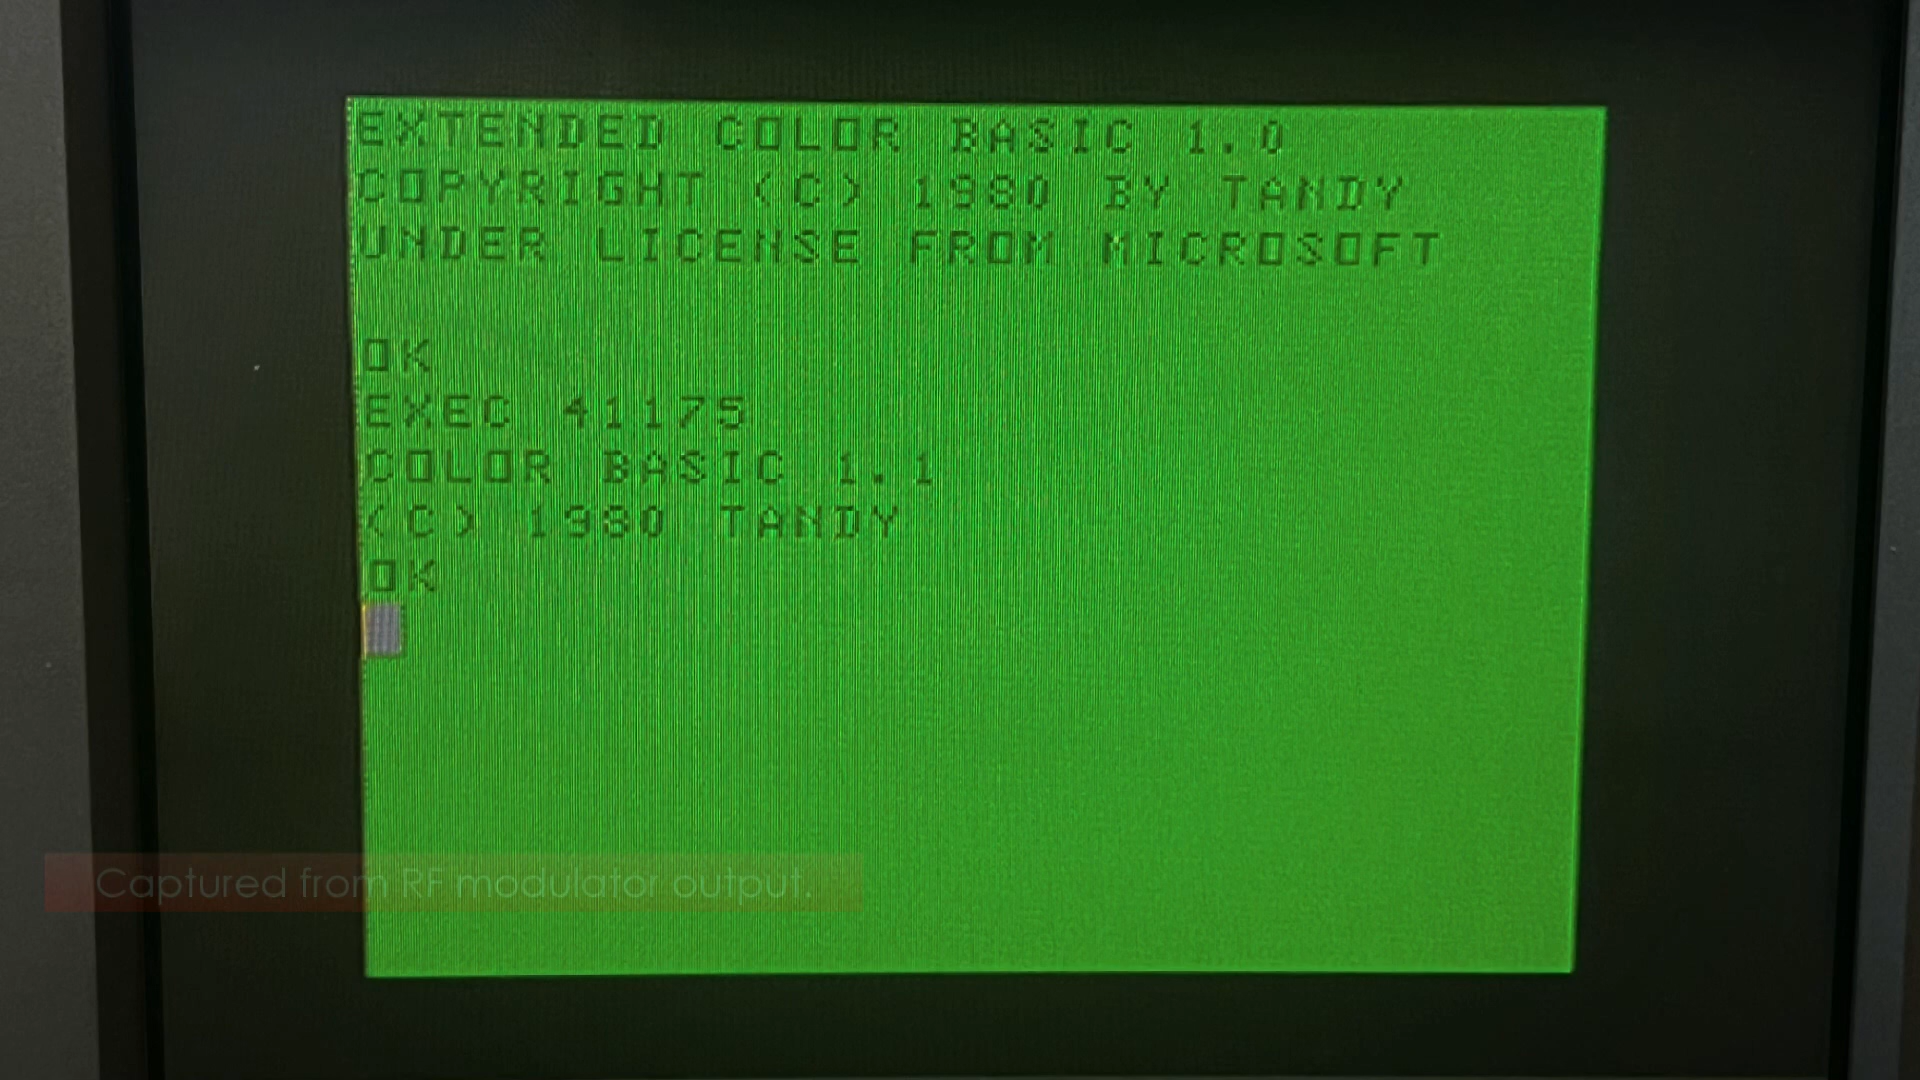 EXTENDED COLOR BASIC 1.0
COPYRIGHT (C) 1980 BY TANDY
UNDER LICENSE FROM MICROSOFT
OK
EXEC 41175
COLOR BASIC 1.1
(C) 1980 TANDY
OK
Captured from RF modulator output.